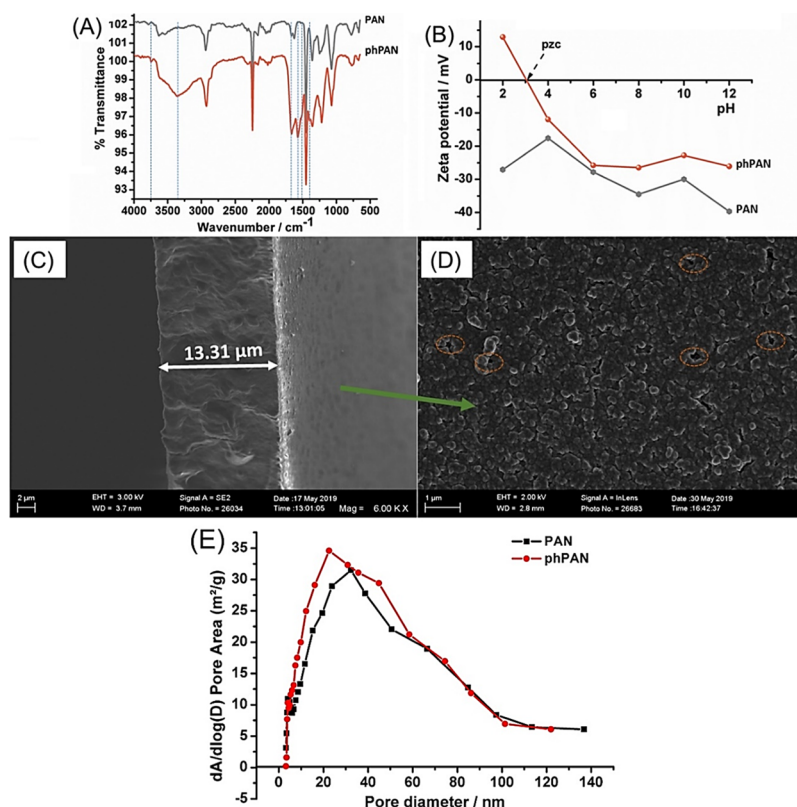 (A)
102
101
100
99
98
97
96
95
94
93
% Transmittance
PAN
phPAN
4000 3500 3000 2500 2000 1500 1000 500
Wavenumber / cm⁻¹
(B)
20
10
0
-10
-20
-30
-40
Zeta potential / mV
pzc
2 4 6 8 10 12
pH
phPAN
PAN
(C)
13.31 µm
2 µm
EHT = 3.00 kV
WD = 3.7 mm
Signal A = SE2
Photo No. = 26034
Date :17 May 2019
Time :13:01:05
Mag = 6.00 K X
(D)
1 µm
EHT = 2.00 kV
WD = 2.8 mm
Signal A = InLens
Photo No. = 26683
Date :30 May 2019
Time :16:42:37
(E)
35
30
25
20
15
10
5
0
-5
dA/dlog(D) Pore Area (m²/g)
PAN
phPAN
0 20 40 60 80 100 120 140
Pore diameter / nm